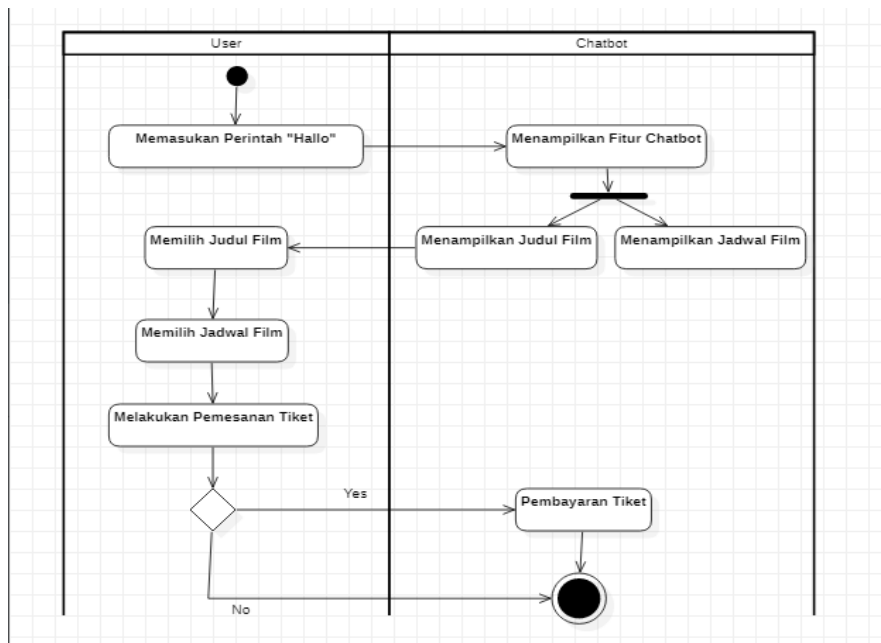 User
Chatbot
Memasukan Perintah "Hallo"
Menampilkan Fitur Chatbot
Memilih Judul Film
Menampilkan Judul Film
Menampilkan Jadwal Film
Memilih Jadwal Film
Melakukan Pemesanan Tiket
Yes
Pembayaran Tiket
No